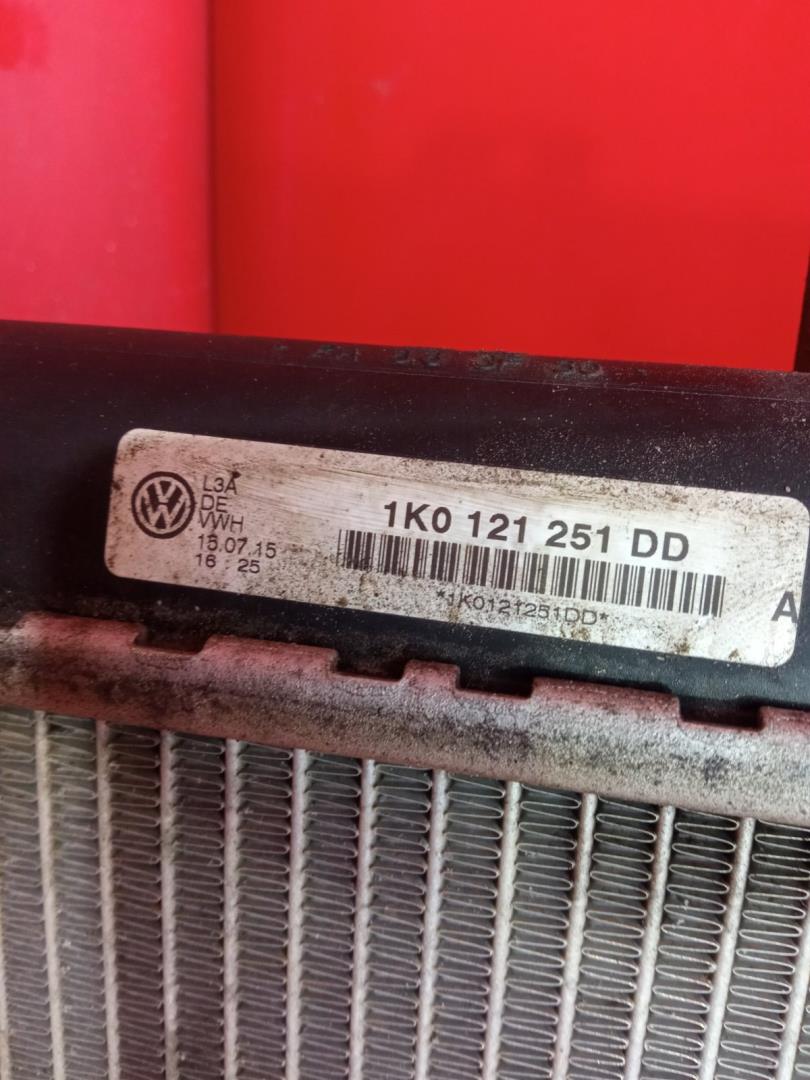 L3A
DE
VWH
15.07.15
16 : 25
1K0 121 251 DD
*1K0121251DD*
A